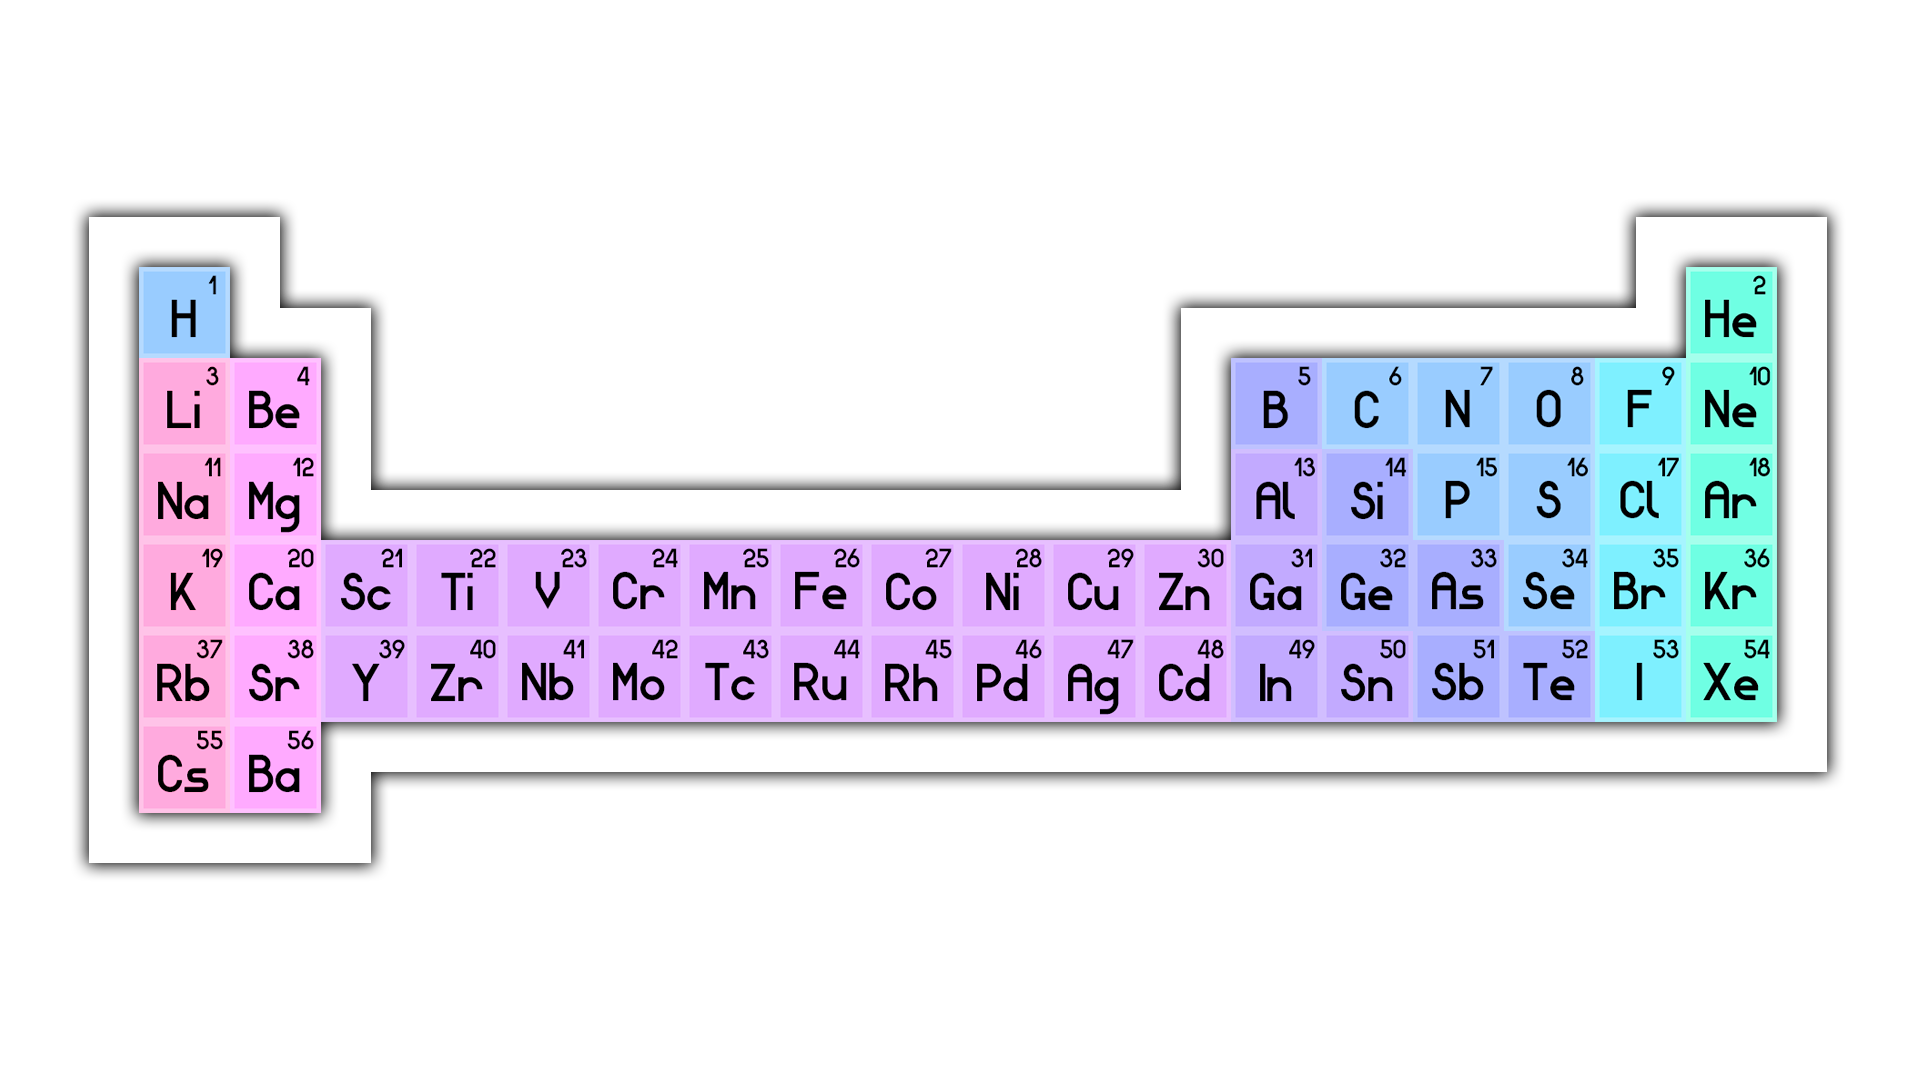 1 2
H He
3 4 5 6 7 8 9 10
Li Be B C N O F Ne
11 12 13 14 15 16 17 18
Na Mg Al Si P S Cl Ar
19 20 21 22 23 24 25 26 27 28 29 30 31 32 33 34 35 36
K Ca Sc Ti V Cr Mn Fe Co Ni Cu Zn Ga Ge As Se Br Kr
37 38 39 40 41 42 43 44 45 46 47 48 49 50 51 52 53 54
Rb Sr Y Zr Nb Mo Tc Ru Rh Pd Ag Cd In Sn Sb Te I Xe
55 56
Cs Ba